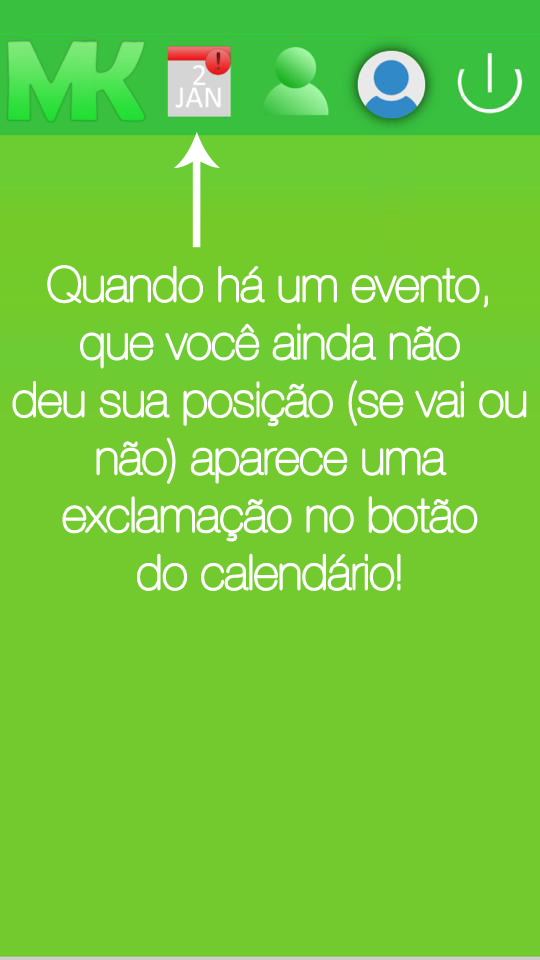 MK
!
2
JAN
Quando há um evento,
que você ainda não
deu sua posição (se vai ou
não) aparece uma
exclamação no botão
do calendário!